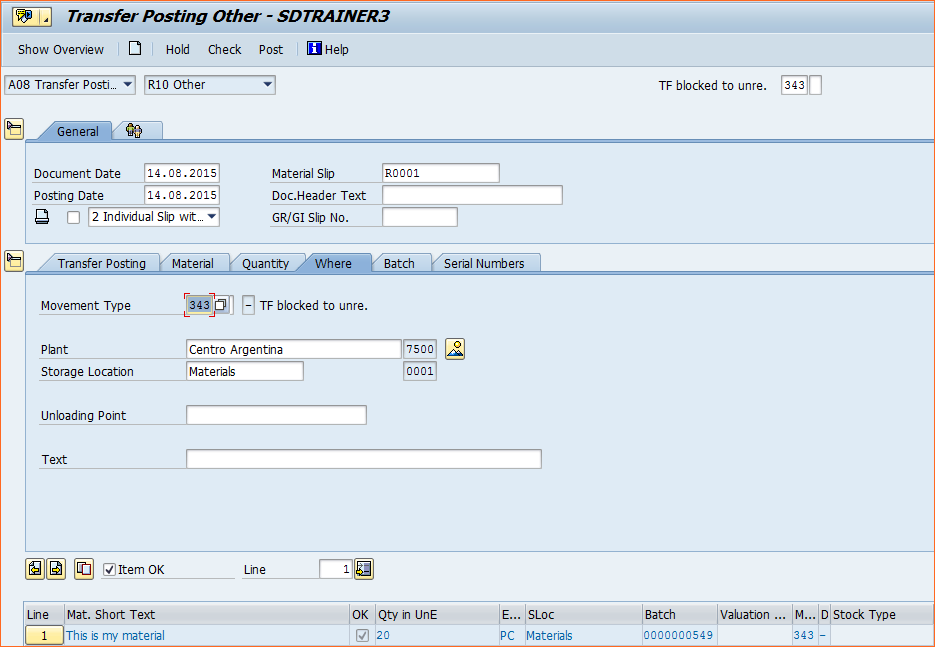 Transfer Posting Other - SDTRAINER3
Show Overview Hold Check Post Help
A08 Transfer Posti... R10 Other TF blocked to unre. 343
General
Document Date 14.08.2015 Material Slip R0001
Posting Date 14.08.2015 Doc.Header Text
2 Individual Slip wit... GR/GI Slip No.
Transfer Posting Material Quantity Where Batch Serial Numbers
Movement Type 343 - TF blocked to unre.
Plant Centro Argentina 7500
Storage Location Materials 0001
Unloading Point
Text
Item OK Line 1
Line Mat. Short Text OK Qty in UnE E... SLoc Batch Valuation ... M... D Stock Type
1 This is my material 20 PC Materials 0000000549 343 -